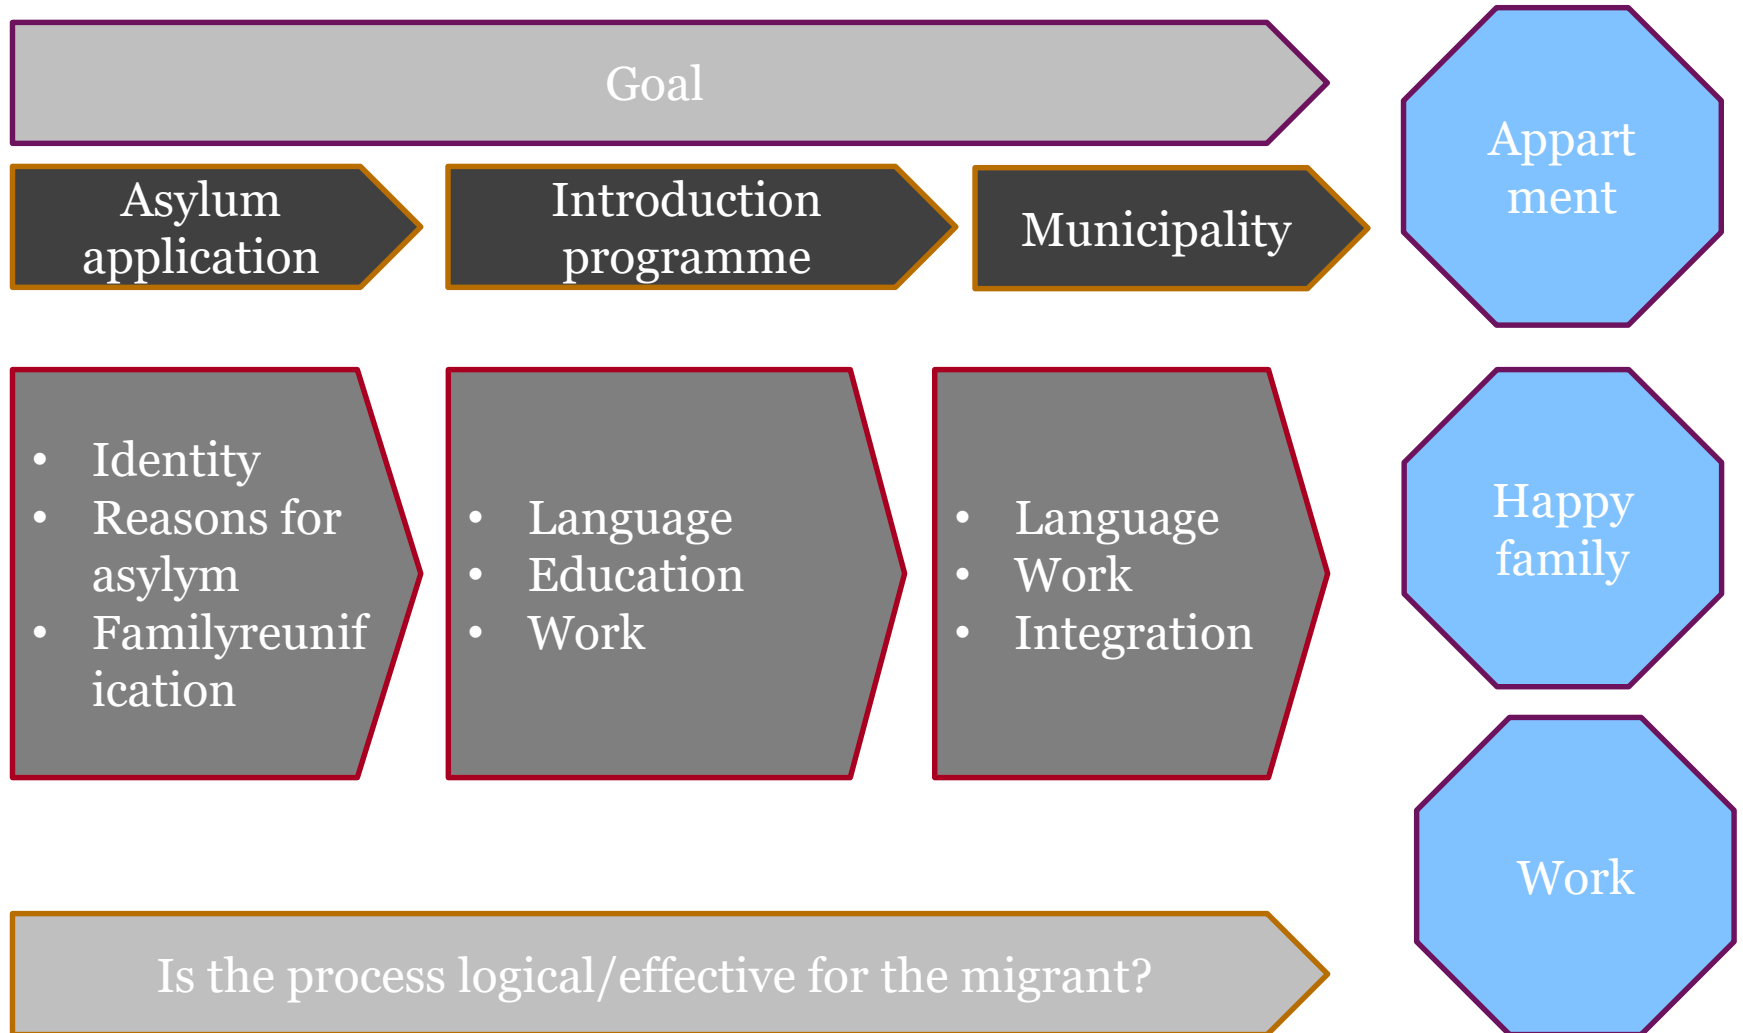 Goal
Asylum
application
Introduction
programme
Municipality
Appart
ment
• Identity
• Reasons for
asylym
• Familyreunif
ication
• Language
• Education
• Work
• Language
• Work
• Integration
Happy
family
Work
Is the process logical/effective for the migrant?